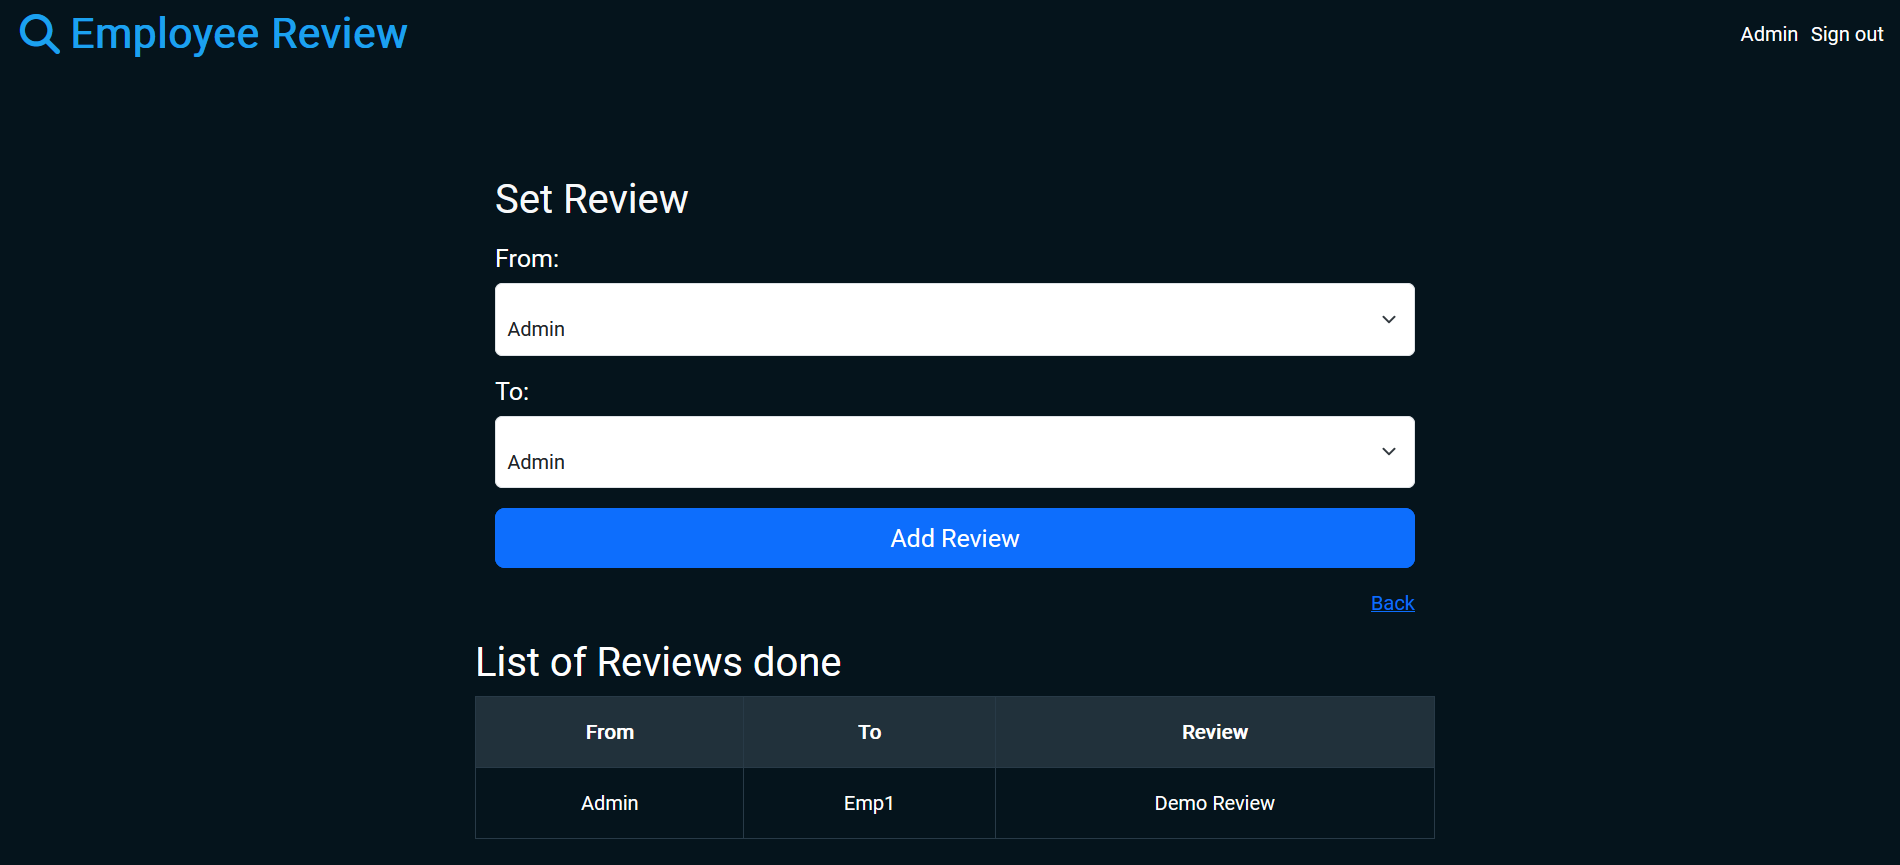 Employee Review
Admin Sign out
Set Review
From:
Admin
To:
Admin
Add Review
Back
List of Reviews done
From To Review
Admin Emp1 Demo Review